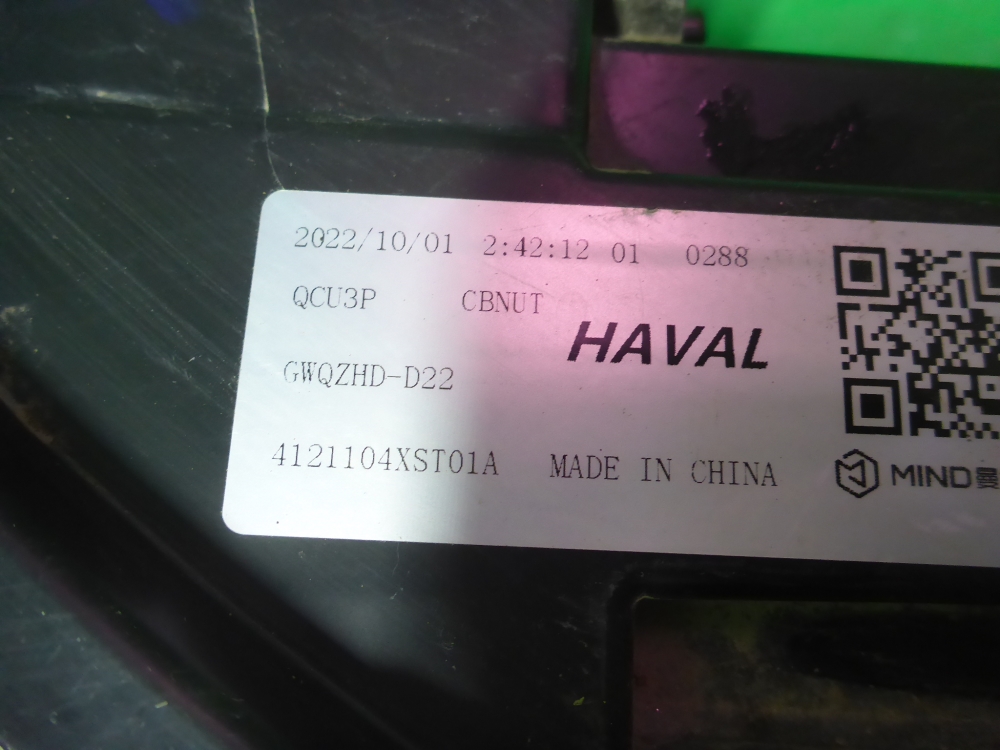 2022/10/01 2:42:12 01 0288
QCU3P CBNUT
HAVAL
GWQZHD-D22
4121104XST01A MADE IN CHINA
MIND